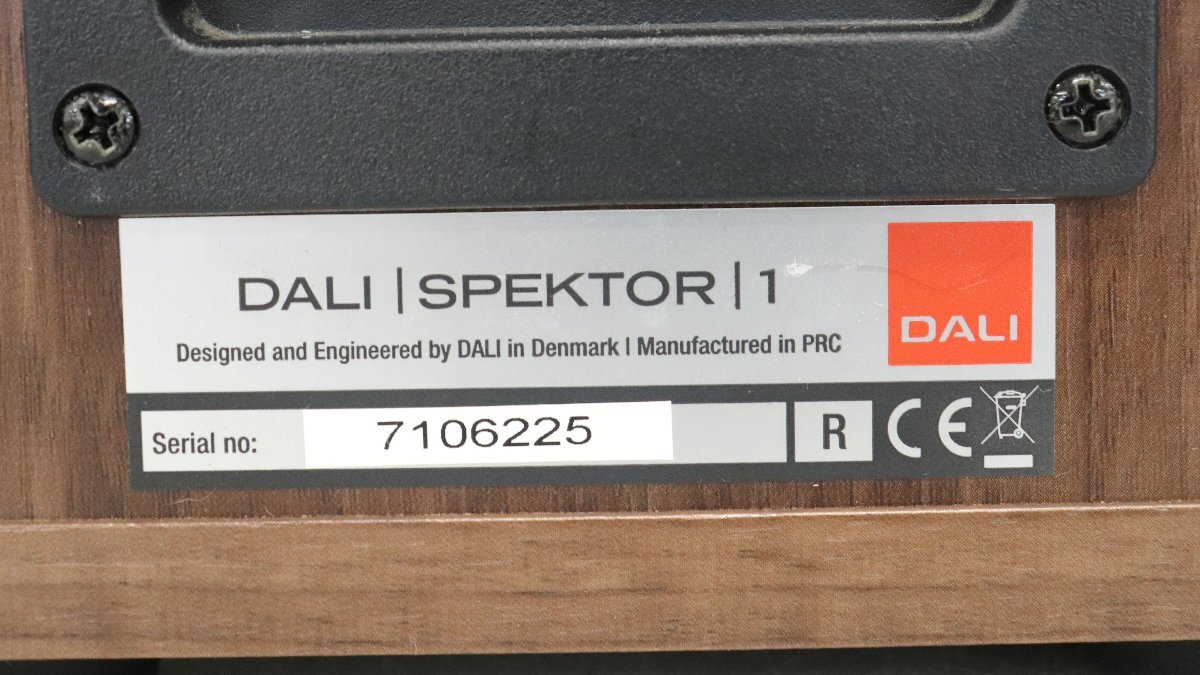 DALI | SPEKTOR | 1
DALI
Designed and Engineered by DALI in Denmark | Manufactured in PRC
Serial no: 7106225 R CE